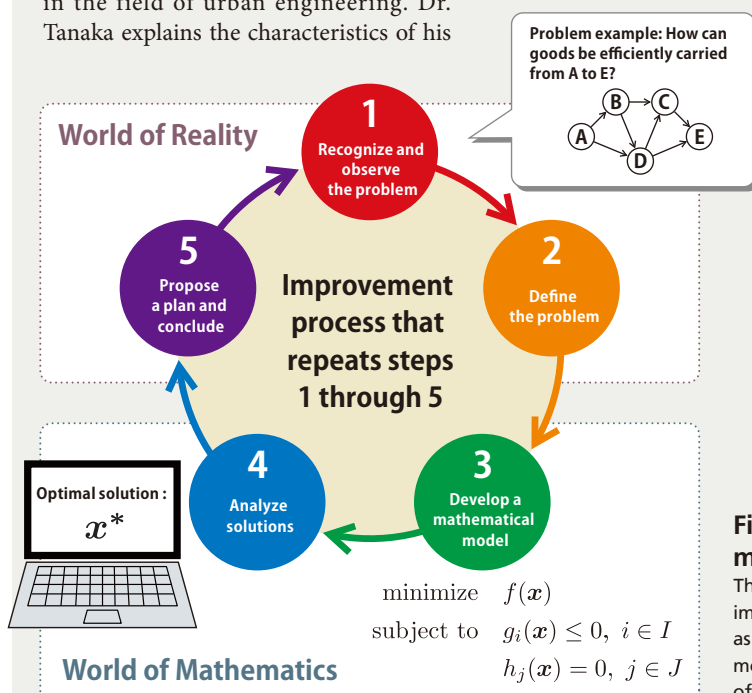 in the field of urban engineering. Dr.
Tanaka explains the characteristics of his
Problem example: How can
goods be efficiently carried
from A to E?
B
C
A
E
D
World of Reality
1
Recognize and
observe
the problem
2
Define
the problem
5
Propose
a plan and
conclude
Improvement
process that
repeats steps
1 through 5
4
Analyze
solutions
3
Develop a
mathematical
model
Optimal solution :
x*
minimize f(x)
subject to g_i(x) ≤ 0, i ∈ I
h_j(x) = 0, j ∈ J
World of Mathematics
Fi
m
Th
im
as
me
of